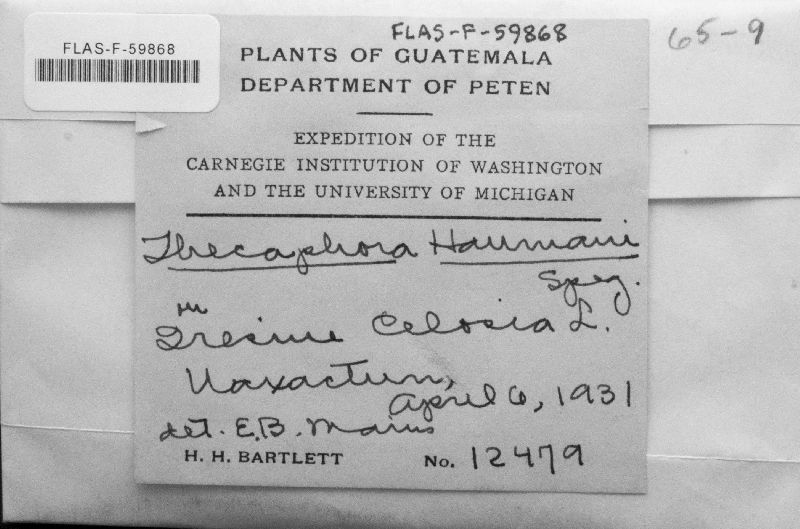 FLAS-F-59868
FLAS-F-59868
65-9
PLANTS OF GUATEMALA
DEPARTMENT OF PETEN
EXPEDITION OF THE
CARNEGIE INSTITUTION OF WASHINGTON
AND THE UNIVERSITY OF MICHIGAN
Thecaphora Haumani
Speg.
on
Iresine Celosia L.
Uaxactun,
April 6, 1931
det. E.B. Mains
H. H. BARTLETT No. 12479